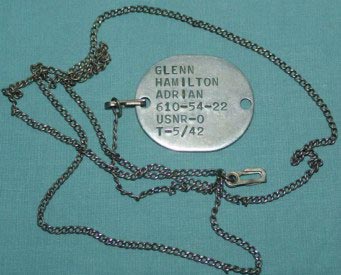 GLENN
HAMILTON
ADRIAN
610-54-22
USNR-O
T-5/42